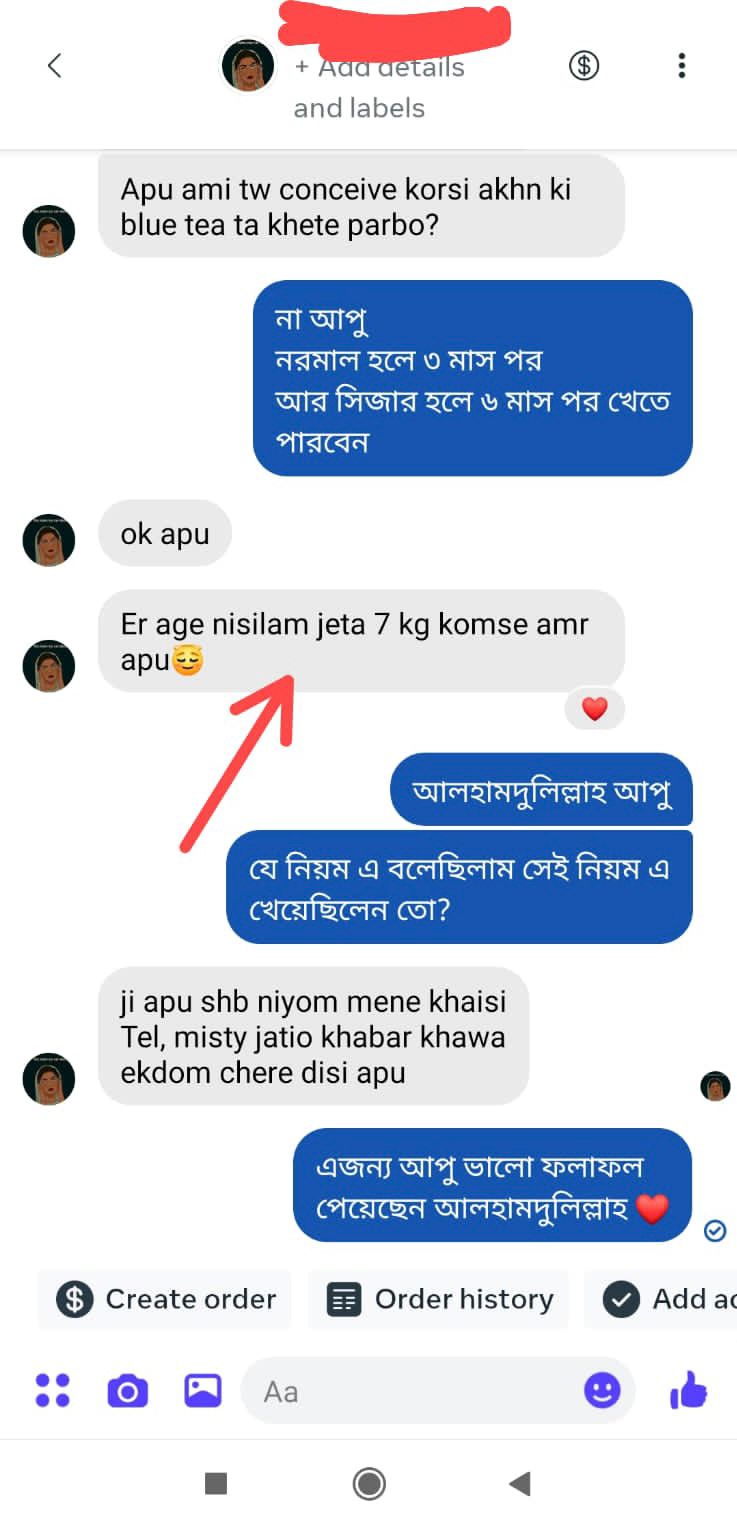 + Add details
and labels
Apu ami tw conceive korsi akhn ki
blue tea ta khete parbo?
না আপু
নরমাল হলে ৩ মাস পর
আর সিজার হলে ৬ মাস পর খেতে
পারবেন
ok apu
Er age nisilam jeta 7 kg komse amr
apu😌
আলহামদুলিল্লাহ আপু
যে নিয়ম এ বলেছিলাম সেই নিয়ম এ
খেয়েছিলেন তো?
ji apu shb niyom mene khaisi
Tel, misty jatio khabar khawa
ekdom chere disi apu
এজন্য আপু ভালো ফলাফল
পেয়েছেন আলহামদুলিল্লাহ ❤️
Create order
Order history
Add ac
Aa